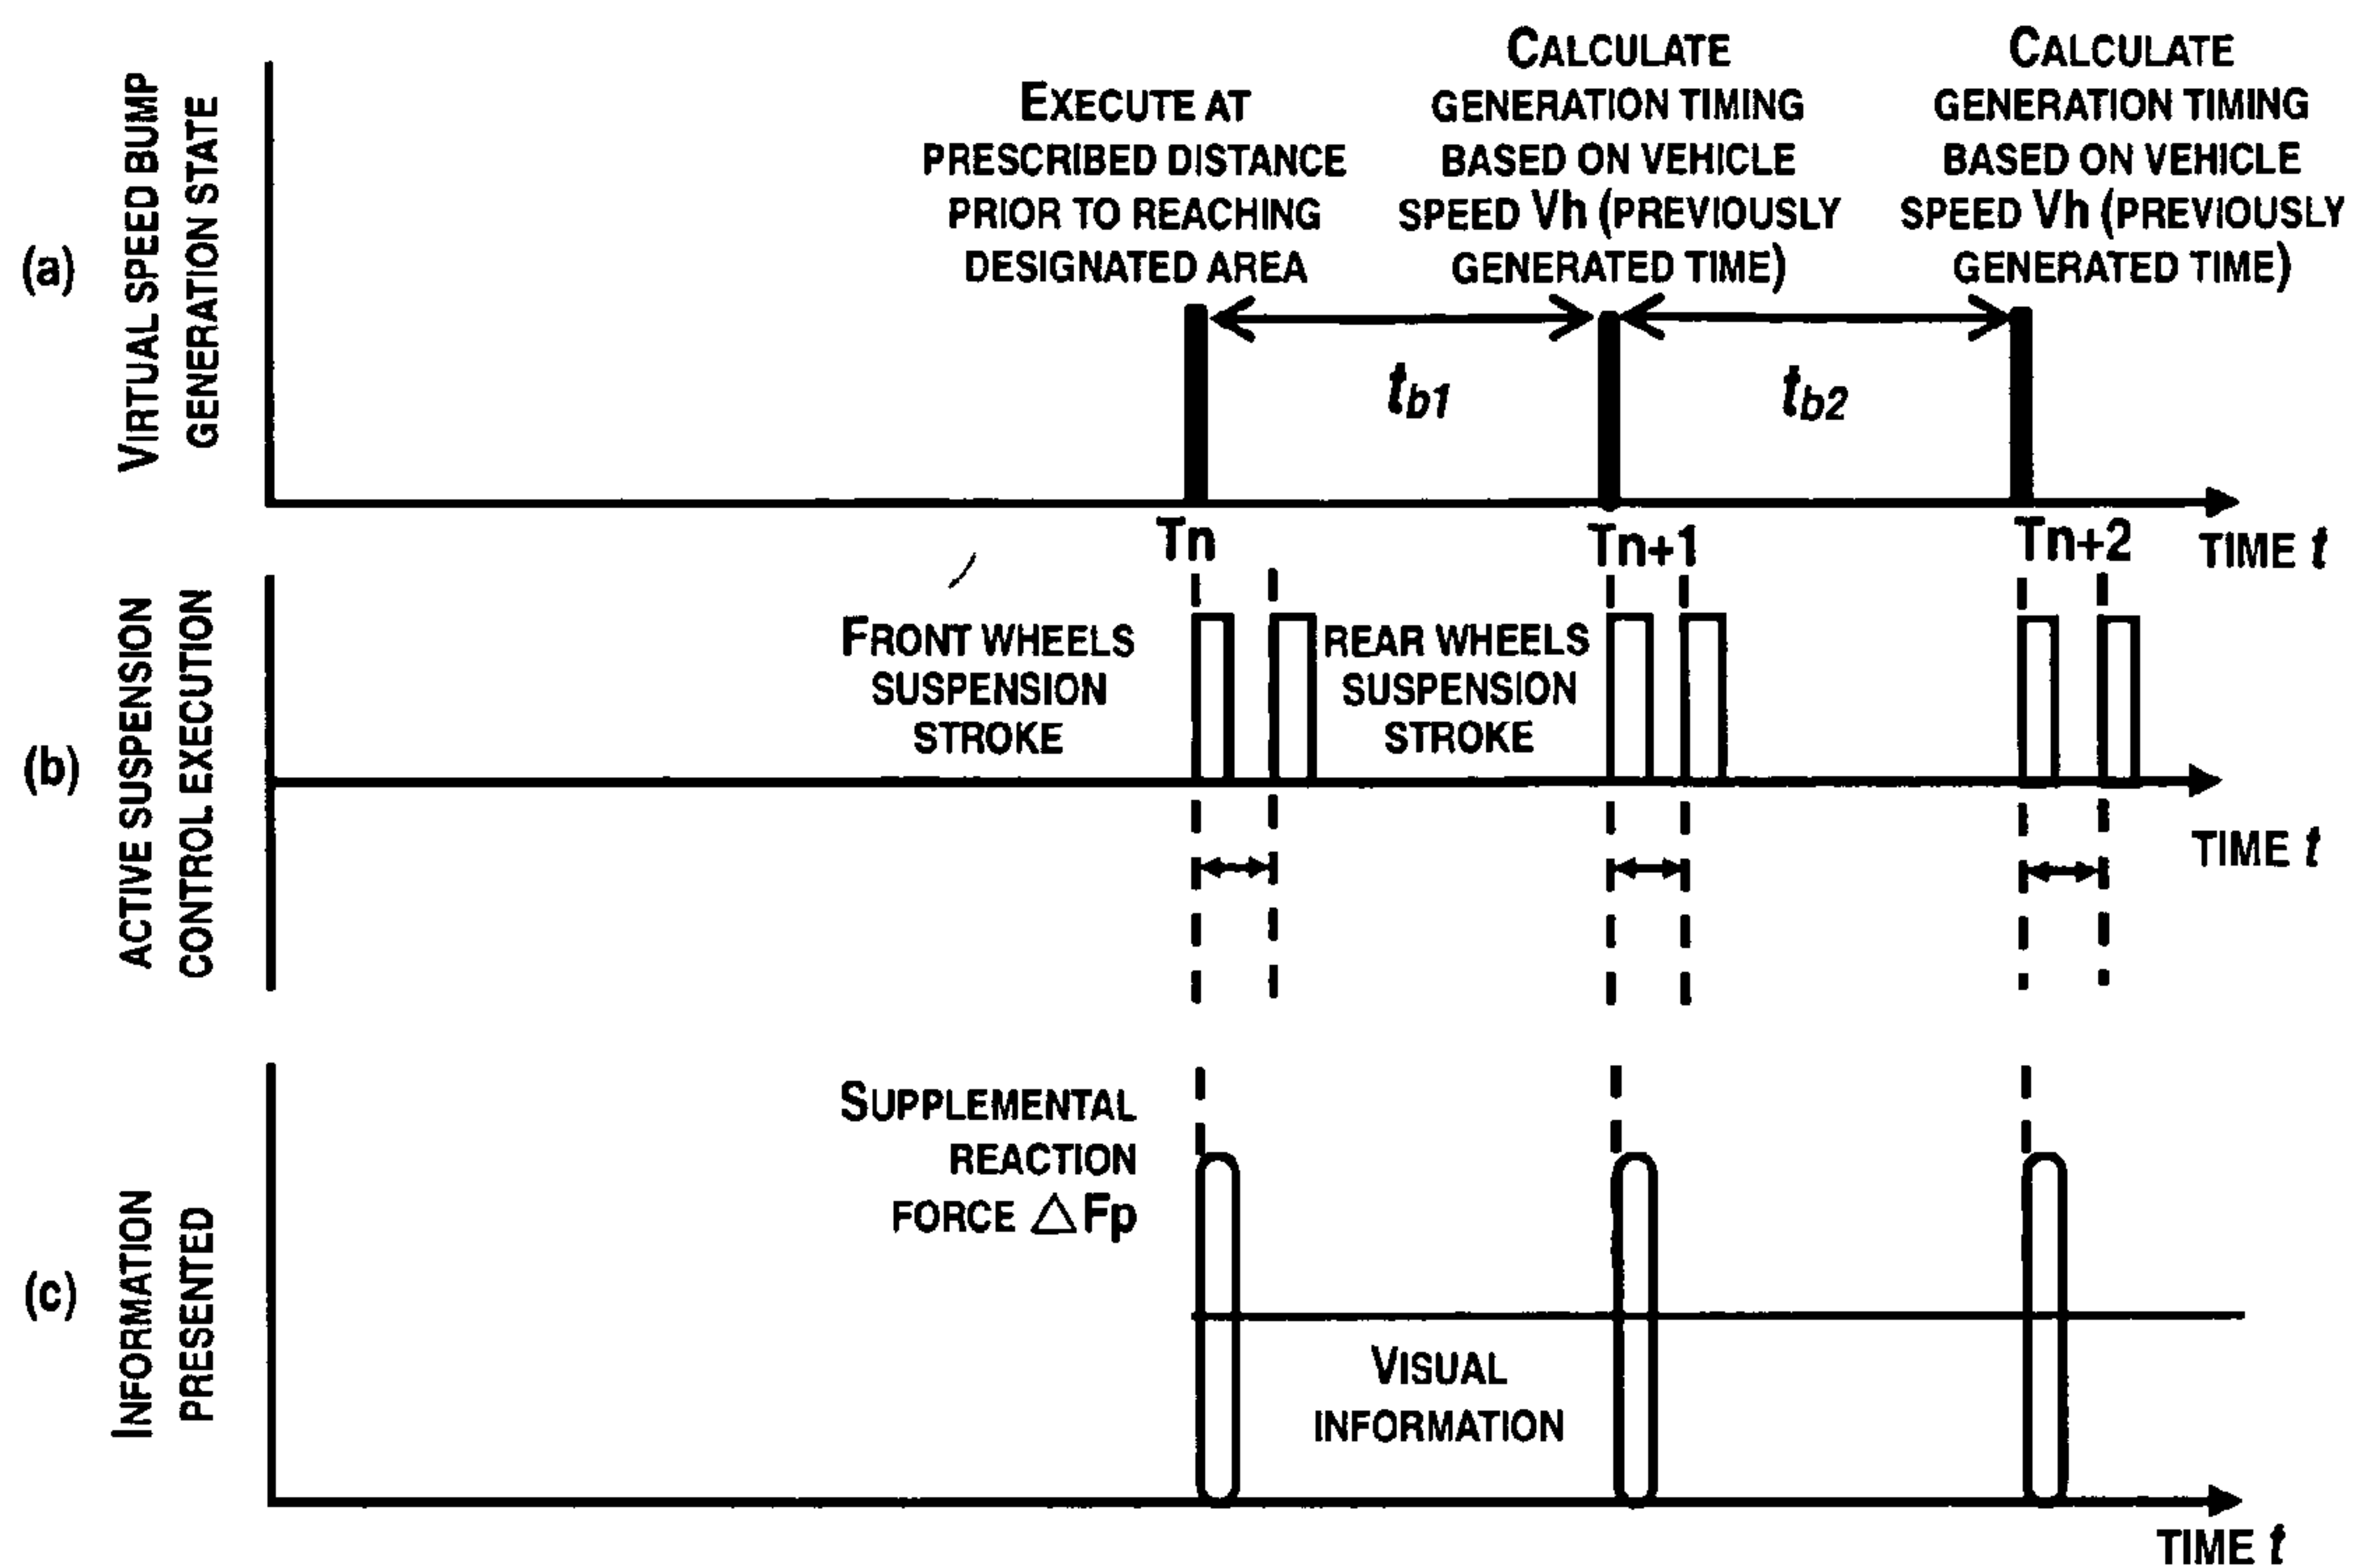 (a)
VIRTUAL SPEED BUMP
GENERATION STATE
EXECUTE AT
PRESCRIBED DISTANCE
PRIOR TO REACHING
DESIGNATED AREA
CALCULATE
GENERATION TIMING
BASED ON VEHICLE
SPEED Vh (PREVIOUSLY
GENERATED TIME)
CALCULATE
GENERATION TIMING
BASED ON VEHICLE
SPEED Vh (PREVIOUSLY
GENERATED TIME)
tb1
tb2
Tn
Tn+1
Tn+2
TIME t
(b)
ACTIVE SUSPENSION
CONTROL EXECUTION
FRONT WHEELS
SUSPENSION
STROKE
REAR WHEELS
SUSPENSION
STROKE
TIME t
(c)
INFORMATION
PRESENTED
SUPPLEMENTAL
REACTION
FORCE △Fp
VISUAL
INFORMATION
TIME t